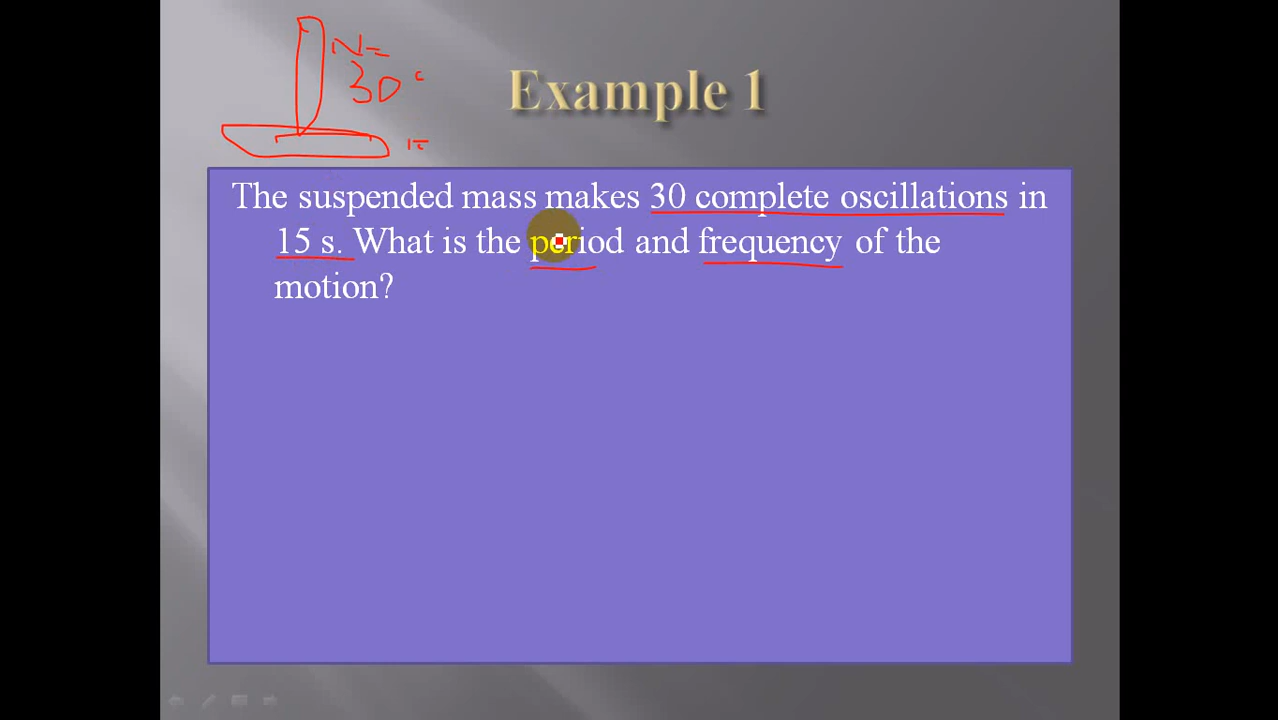 N=
30
Example 1
The suspended mass makes 30 complete oscillations in
15 s. What is the period and frequency of the
motion?